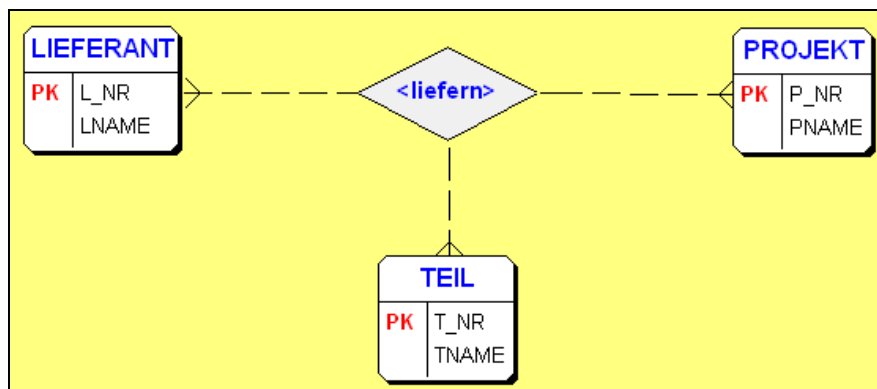 LIEFERANT
PK L_NR
LNAME
<liefern>
PROJEKT
PK P_NR
PNAME
TEIL
PK T_NR
TNAME